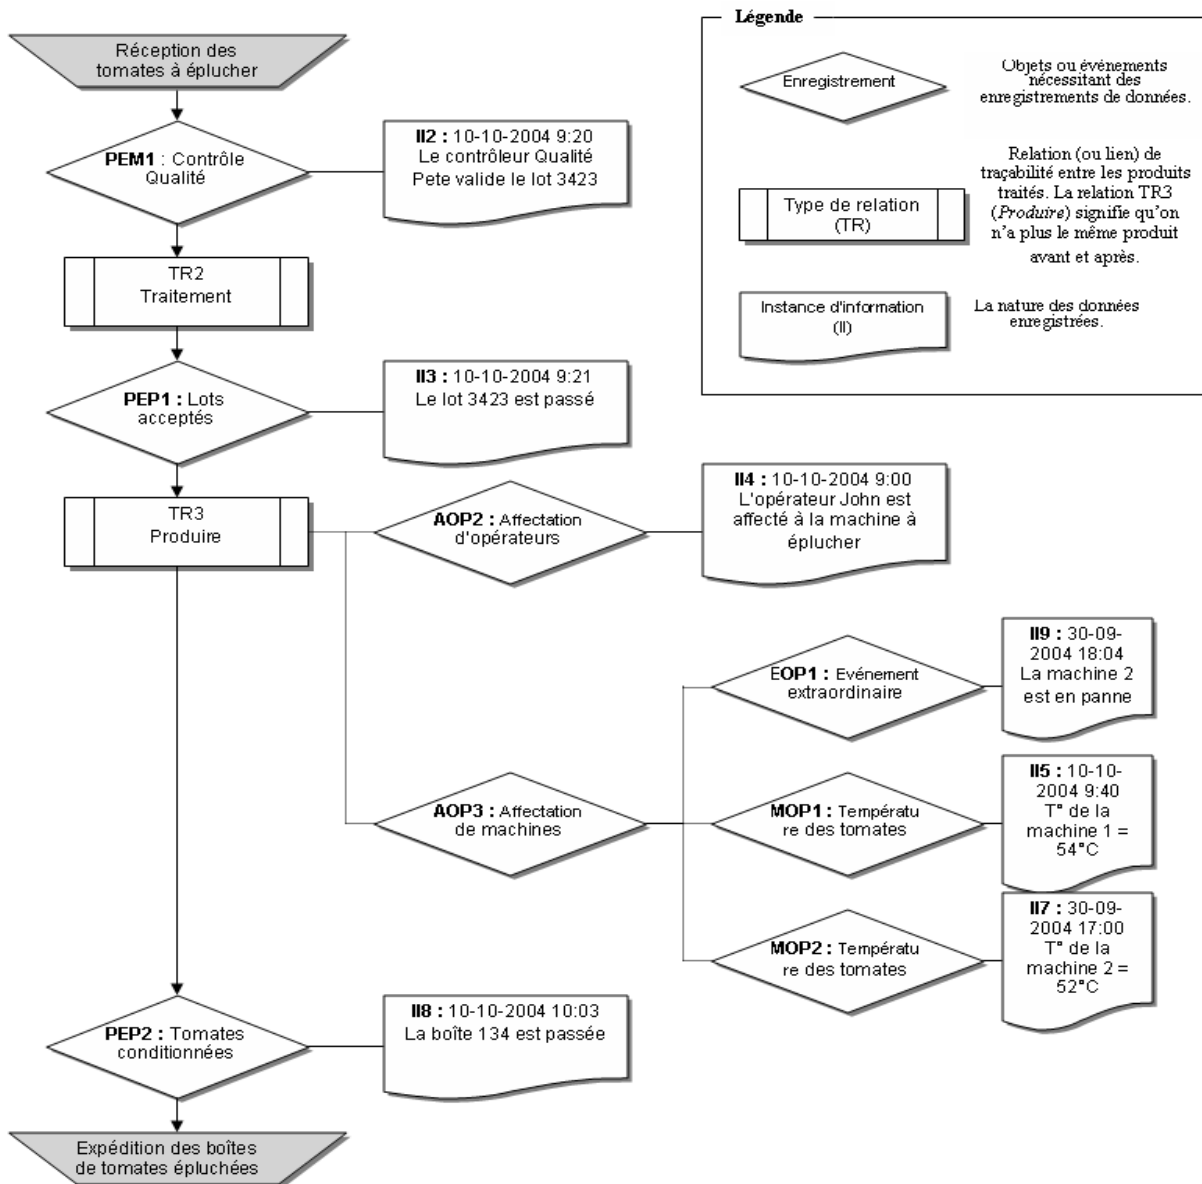 Légende
Réception des
tomates à éplucher
Enregistrement
Objets ou événements
nécessitant des
enregistrements de données.
PEM1 : Contrôle
Qualité
II2 : 10-10-2004 9:20
Le contrôleur Qualité
Pete valide le lot 3423
Type de relation
(TR)
Relation (ou lien) de
traçabilité entre les produits
traités. La relation TR3
(Produire) signifie qu'on
n'a plus le même produit
avant et après.
TR2
Traitement
Instance d'information
(II)
La nature des données
enregistrées.
PEP1 : Lots
acceptés
II3 : 10-10-2004 9:21
Le lot 3423 est passé
TR3
Produire
AOP2 : Affectation
d'opérateurs
II4 : 10-10-2004 9:00
L'opérateur John est
affecté à la machine à
éplucher
EOP1 : Evénement
extraordinaire
II9 : 30-09-
2004 18:04
La machine 2
est en panne
AOP3 : Affectation
de machines
MOP1 : Températu
re des tomates
II5 : 10-10-
2004 9:40
T° de la
machine 1 =
54°C
MOP2 : Températu
re des tomates
II7 : 30-09-
2004 17:00
T° de la
machine 2 =
52°C
PEP2 : Tomates
conditionnées
II8 : 10-10-2004 10:03
La boîte 134 est passée
Expédition des boîtes
de tomates épluchées